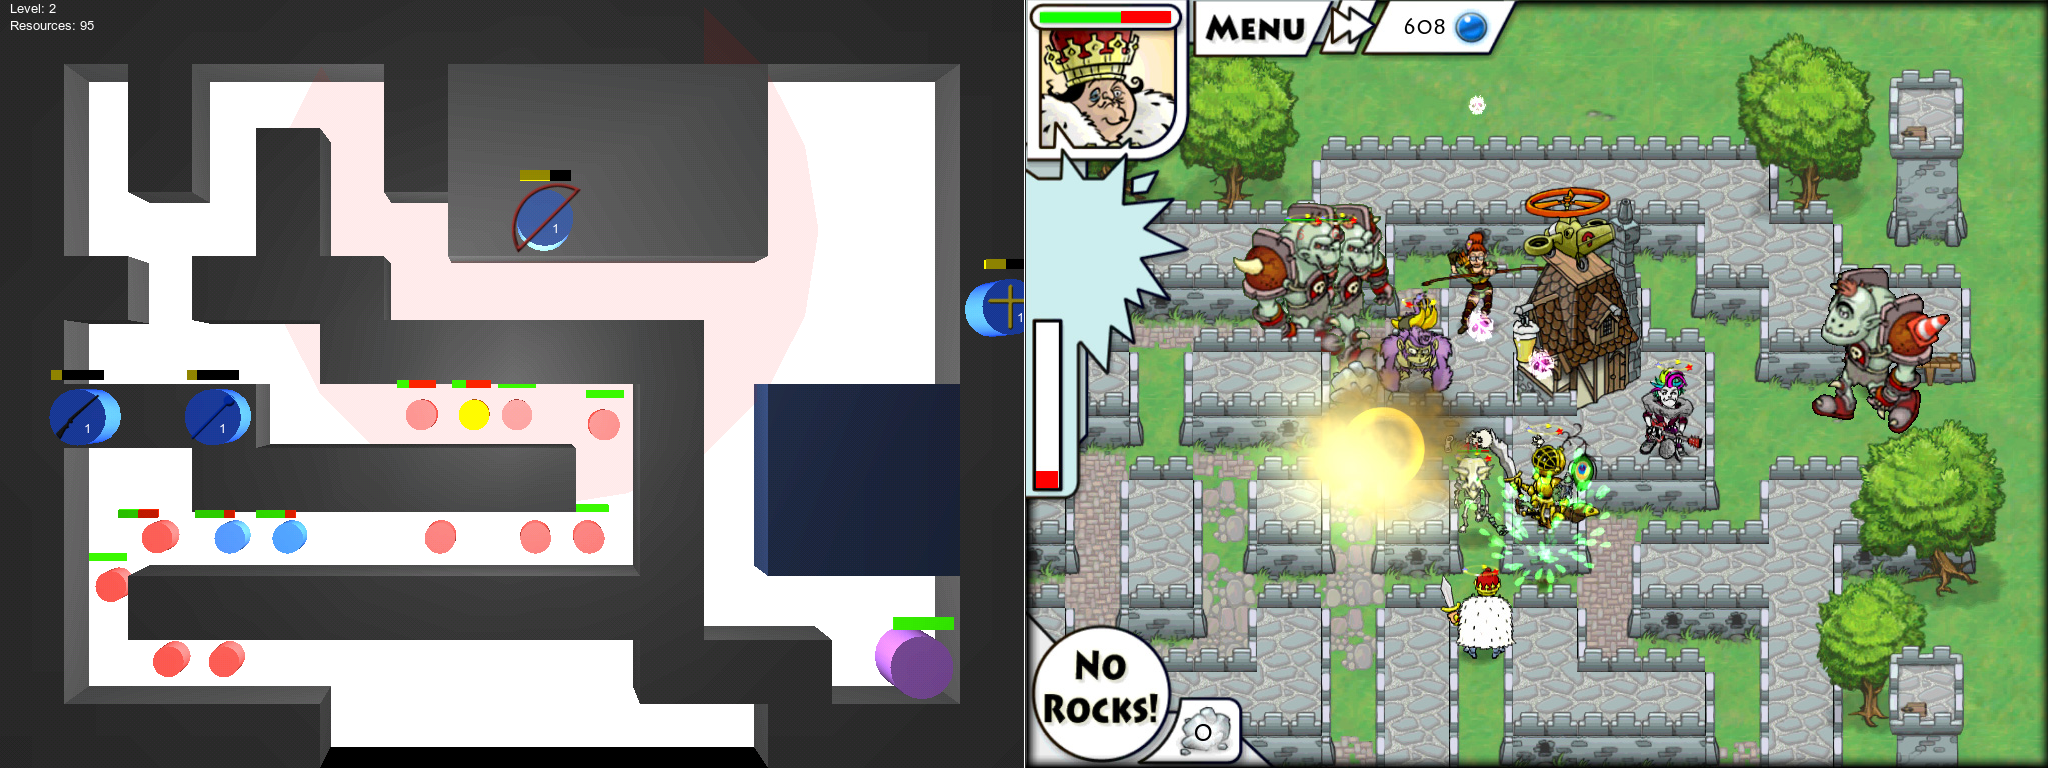 Level: 2
Resources: 95
1
1
1
1
MENU
608
NO
ROCKS!
0